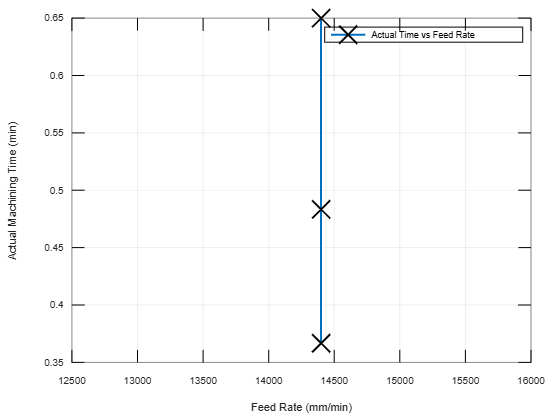 0.65
0.6
0.55
0.5
0.45
0.4
0.35
Actual Time vs Feed Rate
Actual Machining Time (min)
12500 13000 13500 14000 14500 15000 15500 16000
Feed Rate (mm/min)